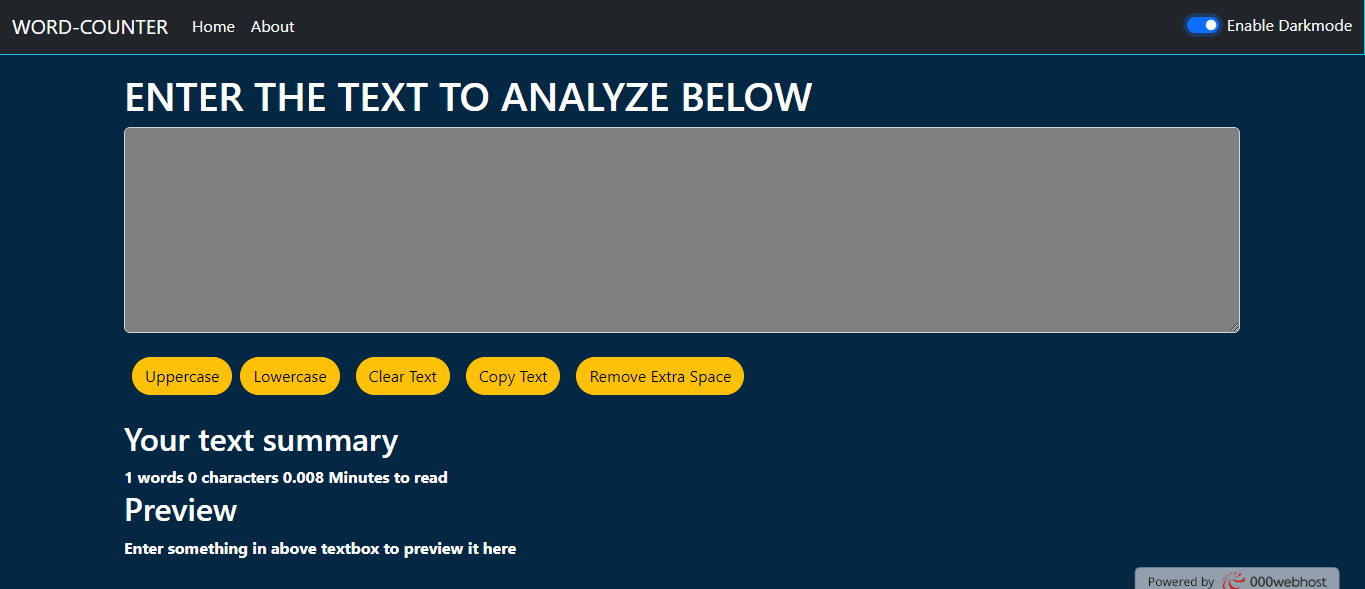 WORD-COUNTER Home About Enable Darkmode
ENTER THE TEXT TO ANALYZE BELOW
Uppercase Lowercase Clear Text Copy Text Remove Extra Space
Your text summary
1 words 0 characters 0.008 Minutes to read
Preview
Enter something in above textbox to preview it here
Powered by 000webhost